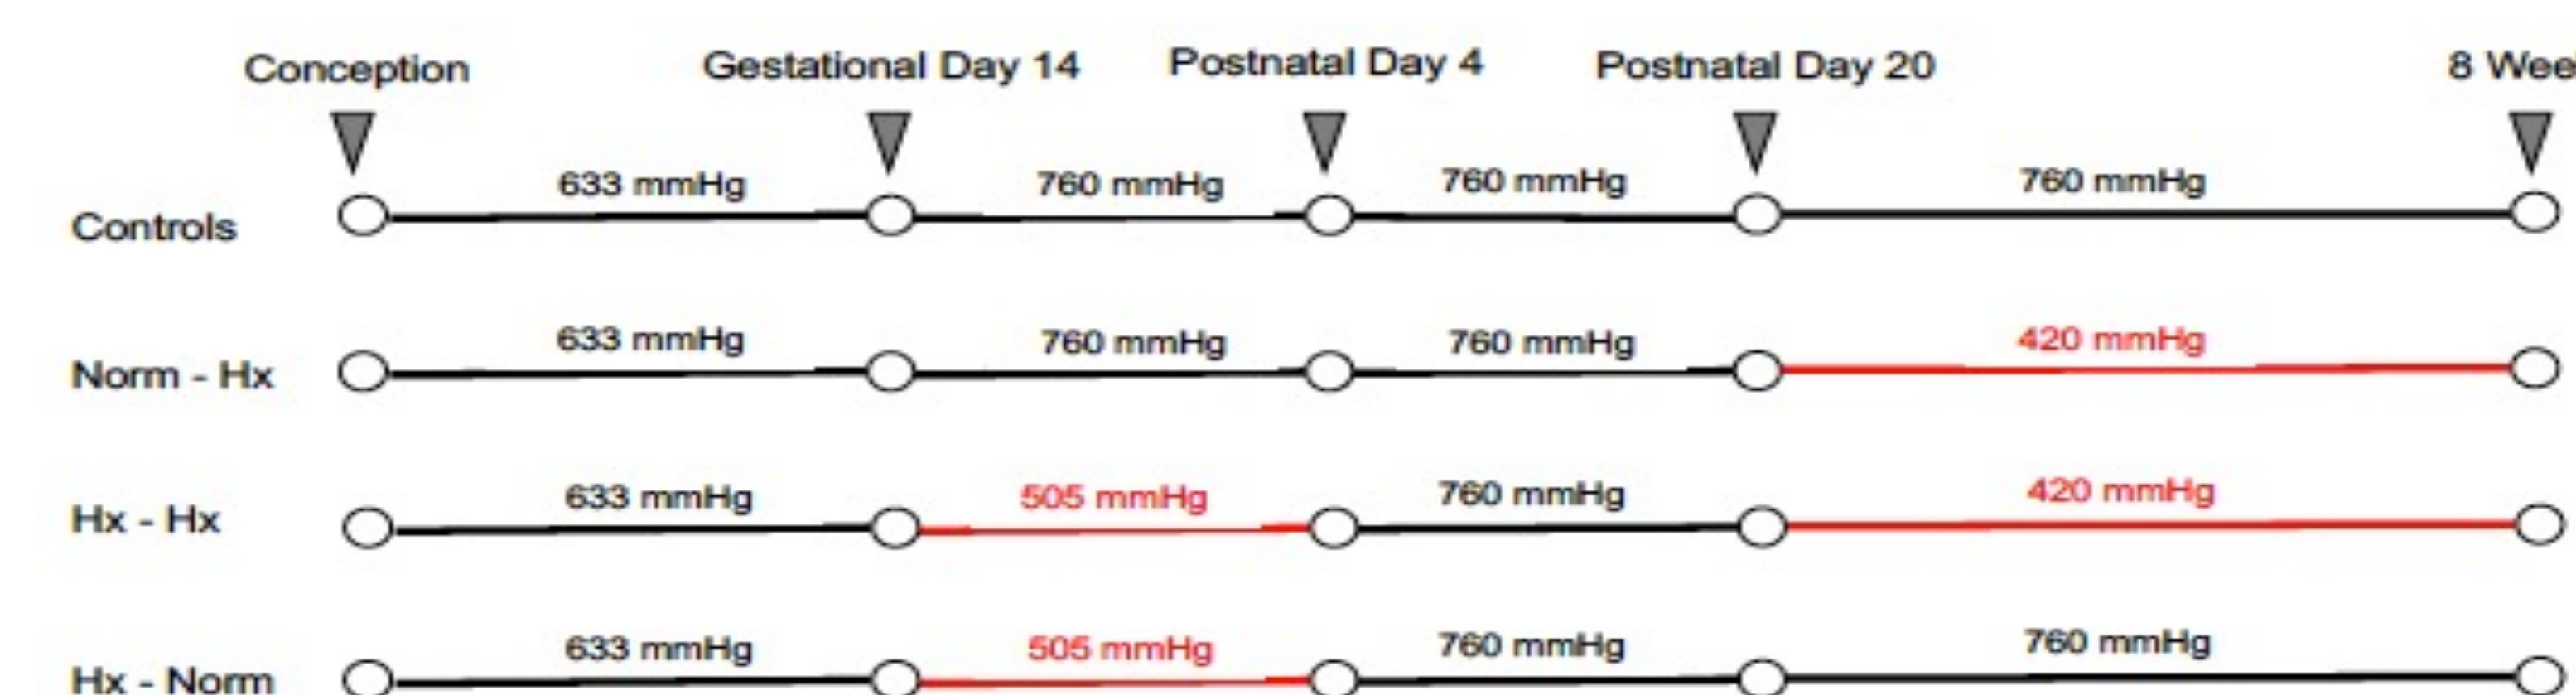 Conception Gestational Day 14 Postnatal Day 4 Postnatal Day 20 8 Wee
633 mmHg 760 mmHg 760 mmHg 760 mmHg
Controls
633 mmHg 760 mmHg 760 mmHg 420 mmHg
Norm - Hx
633 mmHg 505 mmHg 760 mmHg 420 mmHg
Hx - Hx
633 mmHg 505 mmHg 760 mmHg 760 mmHg
Hx - Norm